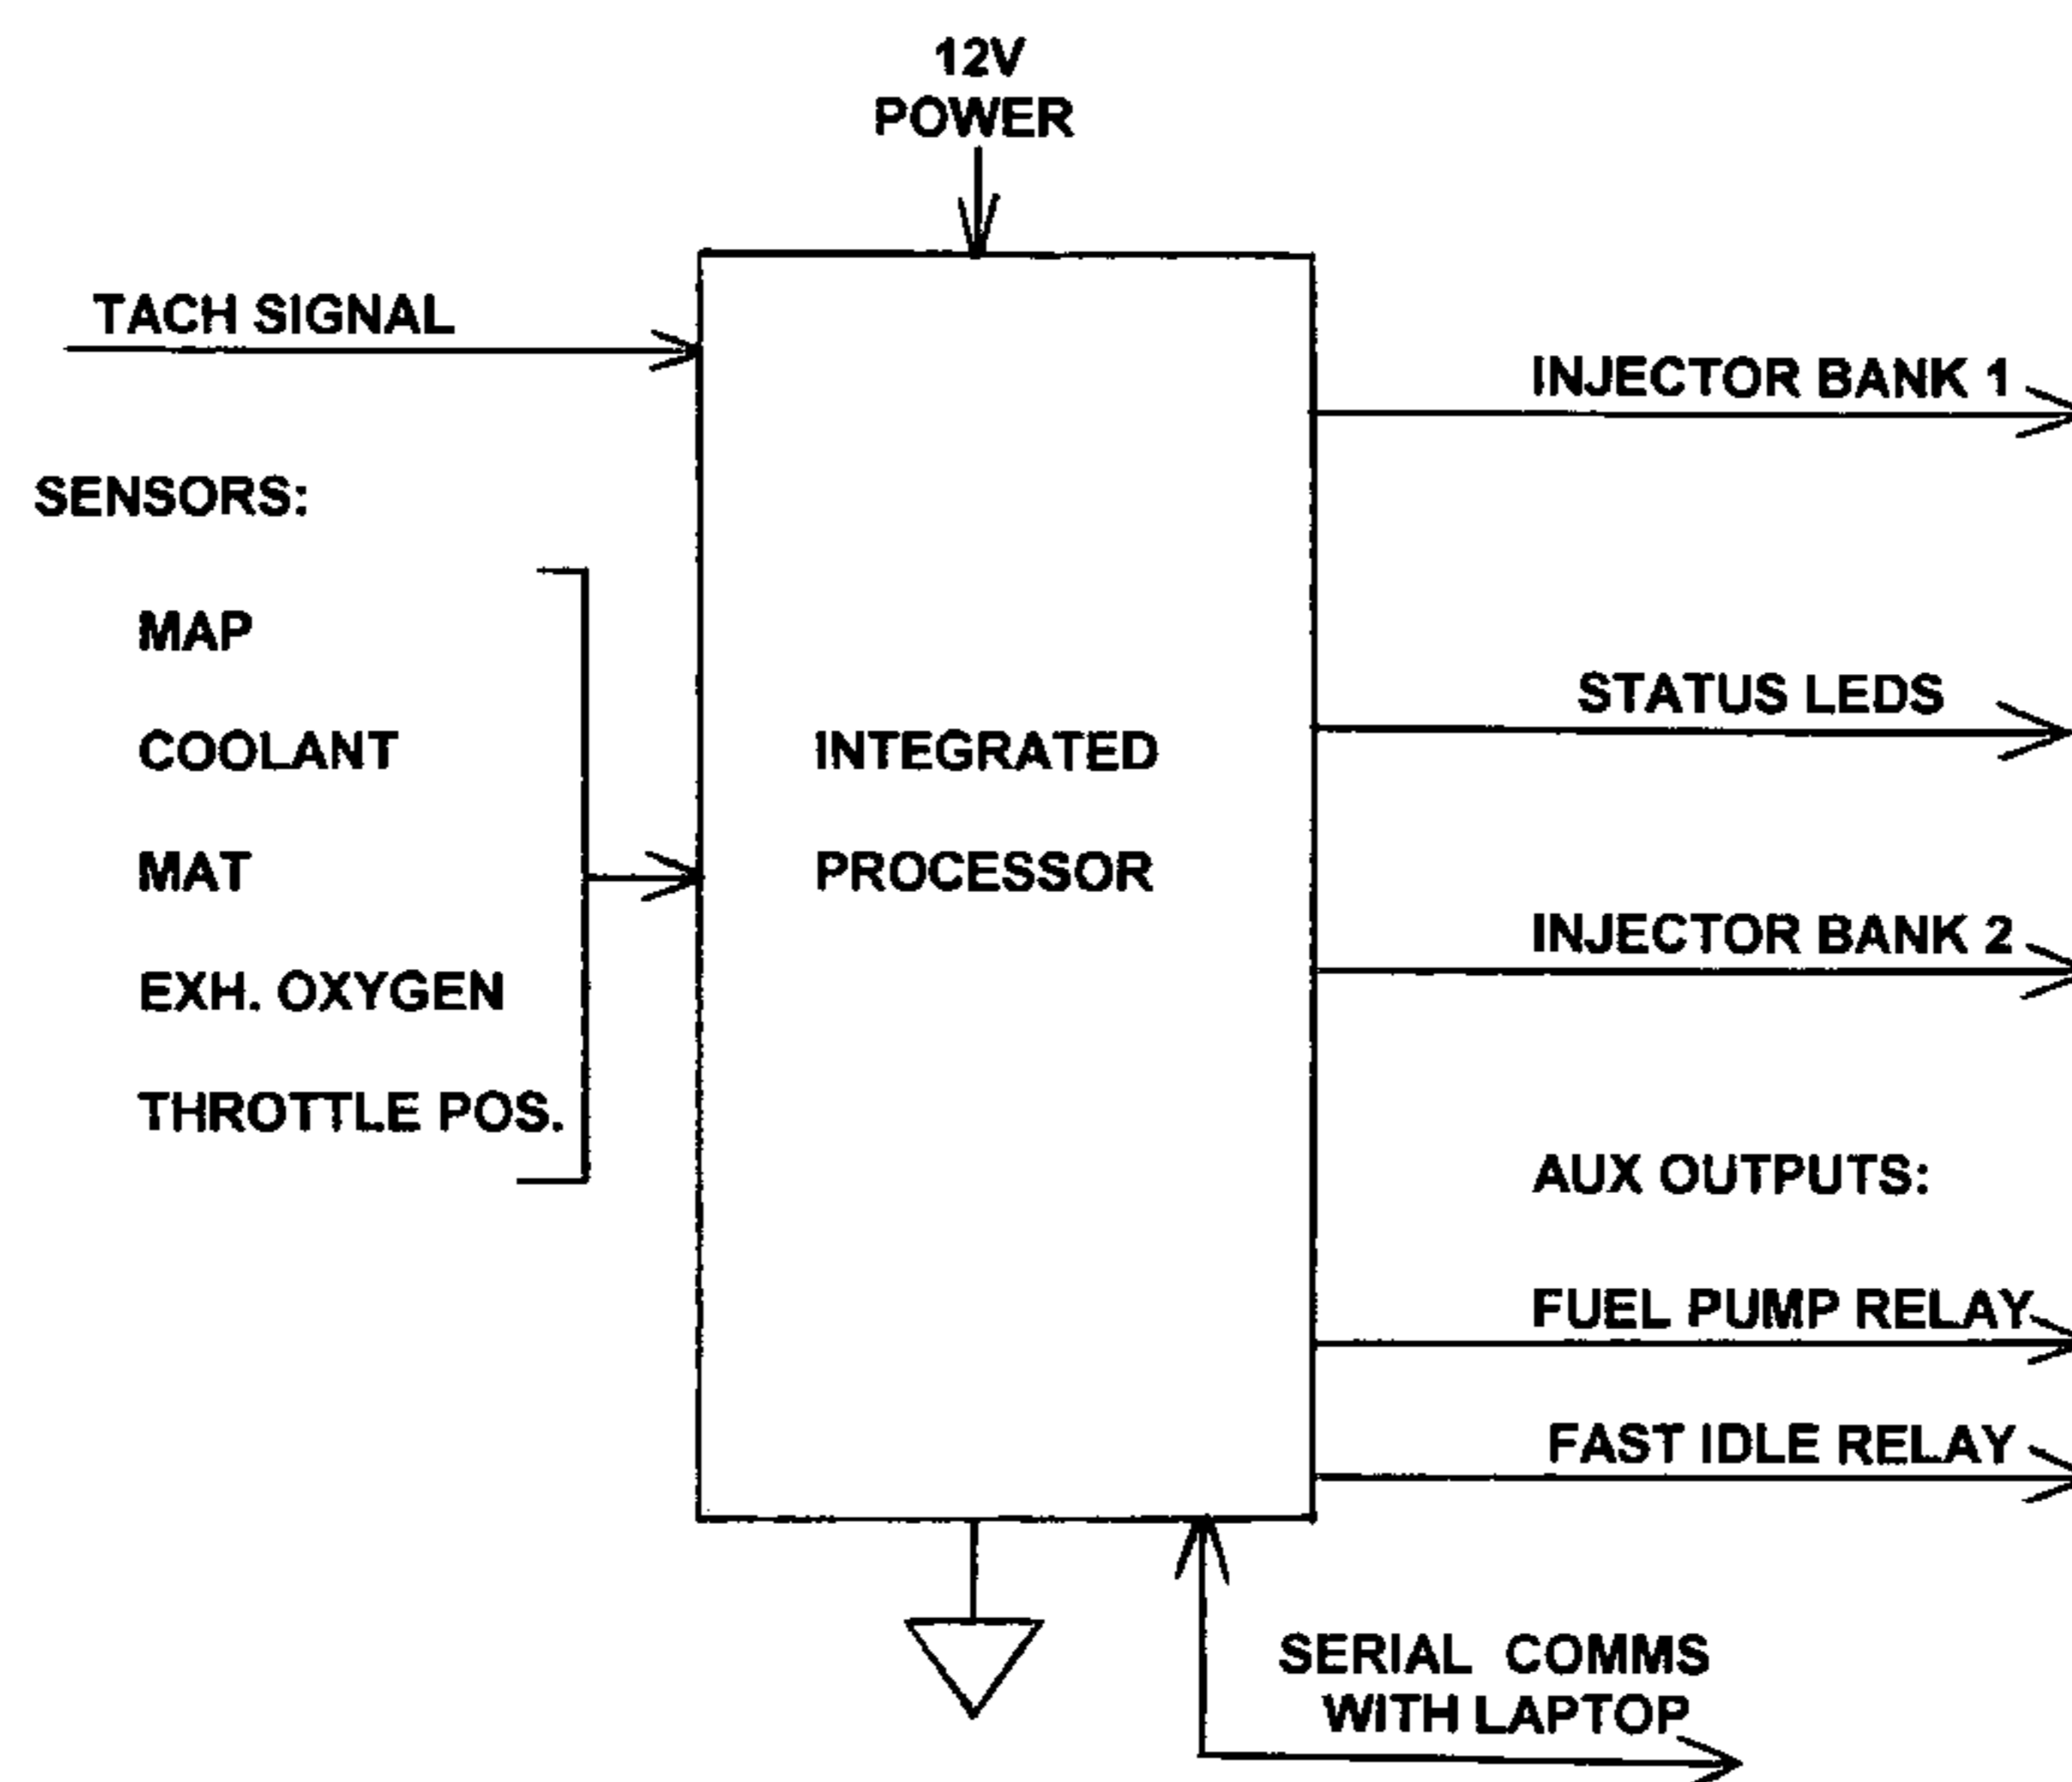 12V
POWER
TACH SIGNAL
SENSORS:
MAP
COOLANT
MAT
EXH. OXYGEN
THROTTLE POS.
INTEGRATED
PROCESSOR
INJECTOR BANK 1
STATUS LEDS
INJECTOR BANK 2
AUX OUTPUTS:
FUEL PUMP RELAY
FAST IDLE RELAY
SERIAL COMMS
WITH LAPTOP